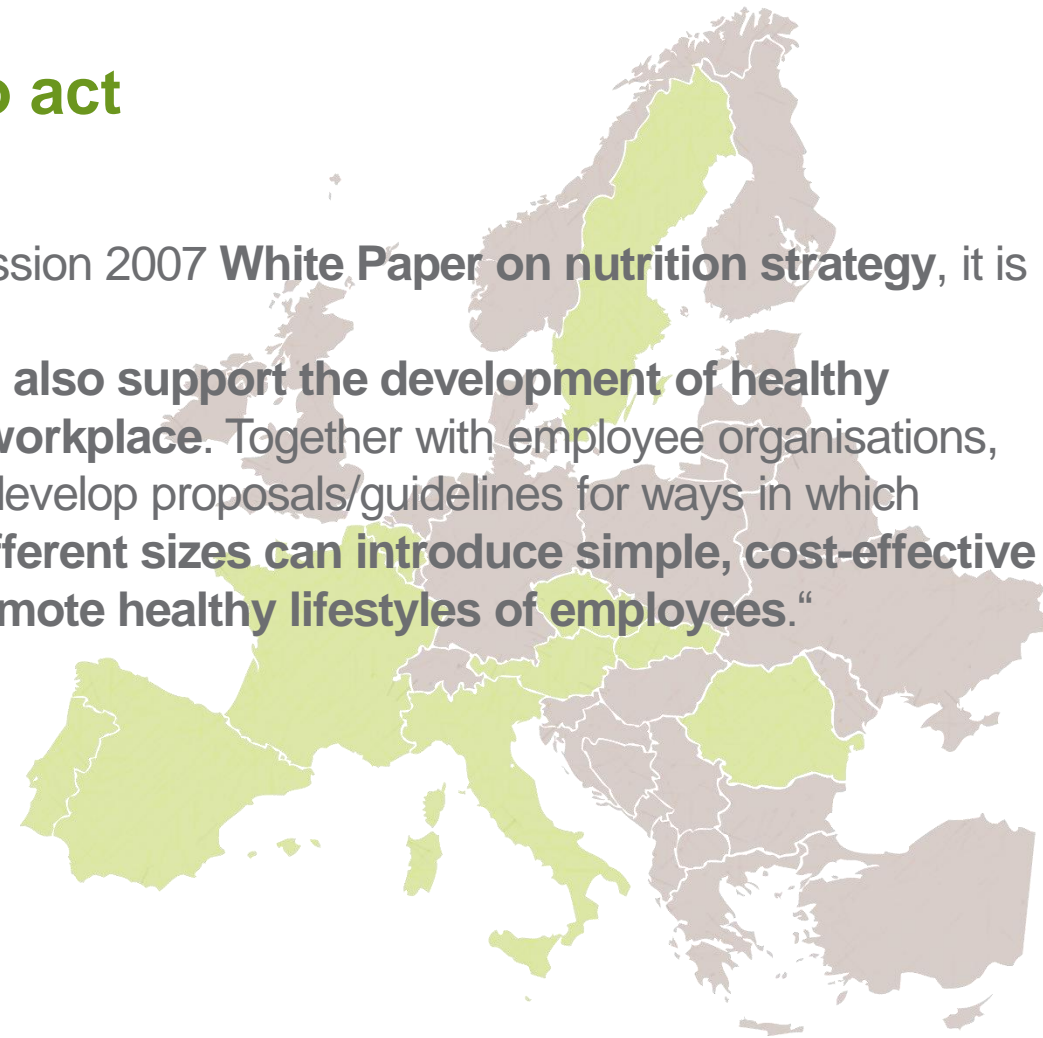 o act
ssion 2007 White Paper on nutrition strategy, it is
also support the development of healthy
workplace. Together with employee organisations,
develop proposals/guidelines for ways in which
fferent sizes can introduce simple, cost-effective
mote healthy lifestyles of employees.“